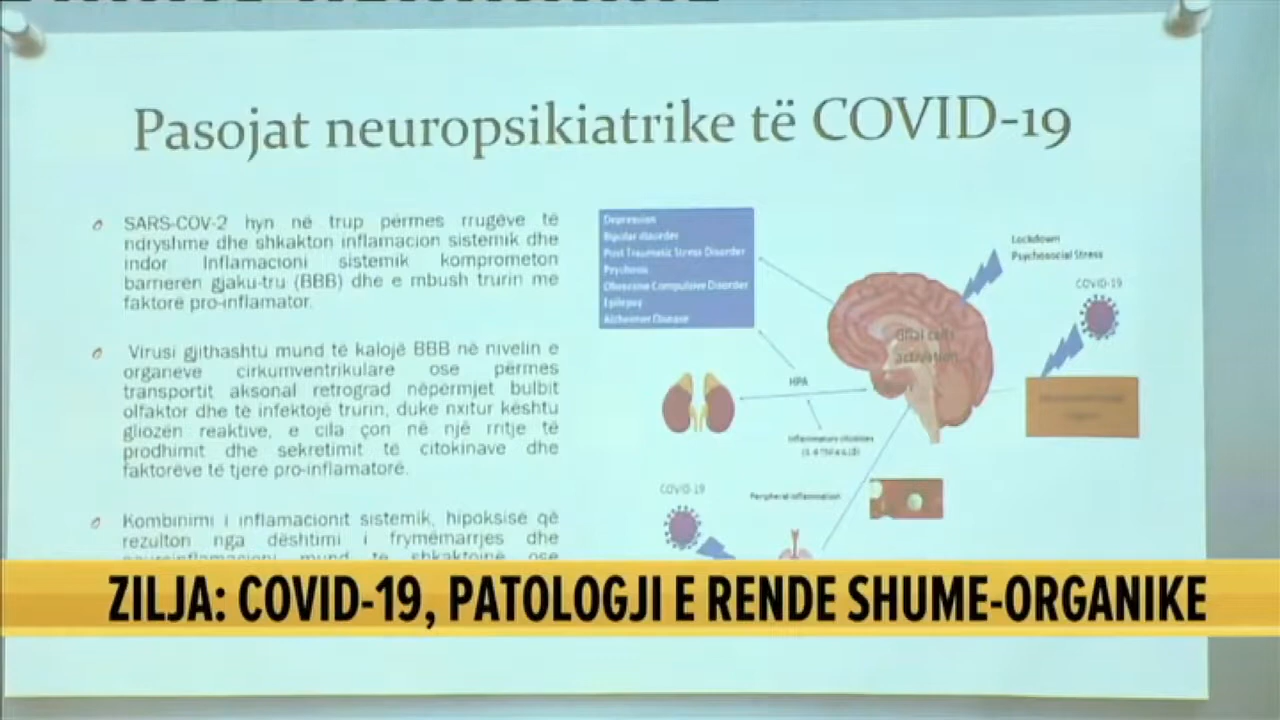 Pasojat neuropsikiatrike të COVID-19
SARS-COV-2 hyn në trup përmes rrugëve të
ndryshme dhe shkakton inflamacion sistemik dhe
indor Inflamacioni sistemik komprometon
barrierën gjaku-tru (BBB) dhe e mbush trurin me
faktorë pro-inflamator.
Virusi gjithashtu mund të kalojë BBB në nivelin e
organeve cirkumventrikulare ose përmes
transportit aksonal retrograd nëpërmjet bulbit
olfaktor dhe të infektojë trurin, duke nxitur kështu
gliozën reaktive, e cila çon në një rritje të
prodhimit dhe sekretimit të citokinave dhe
faktorëve të tjerë pro-inflamatorë.
Kombinimi i inflamacionit sistemik, hipoksisë që
rezulton nga dështimi i frymëmarrjes dhe
Depression
Bipolar disorder
Post Traumatic Stress Disorder
Psychosis
Obsessive Compulsive Disorder
Epilepsy
Alzheimer Disease
Lockdown
Psychosocial Stress
COVID-19
Glial cells
activation
HPA
Inflammatory citokines
Peripheral inflammation
COVID-19
ZILJA: COVID-19, PATOLOGJI E RENDE SHUME-ORGANIKE